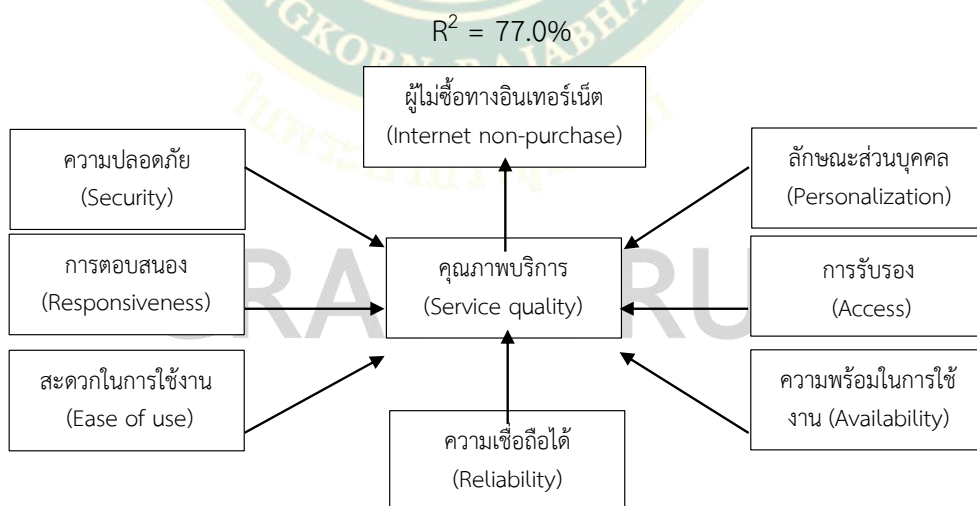 R² = 77.0%
ผู้ไม่ซื้อทางอินเทอร์เน็ต
(Internet non-purchase)
ความปลอดภัย
(Security)
ลักษณะส่วนบุคคล
(Personalization)
การตอบสนอง
(Responsiveness)
คุณภาพบริการ
(Service quality)
การรับรอง
(Access)
สะดวกในการใช้งาน
(Ease of use)
ความพร้อมในการใช้
งาน (Availability)
ความเชื่อถือได้
(Reliability)